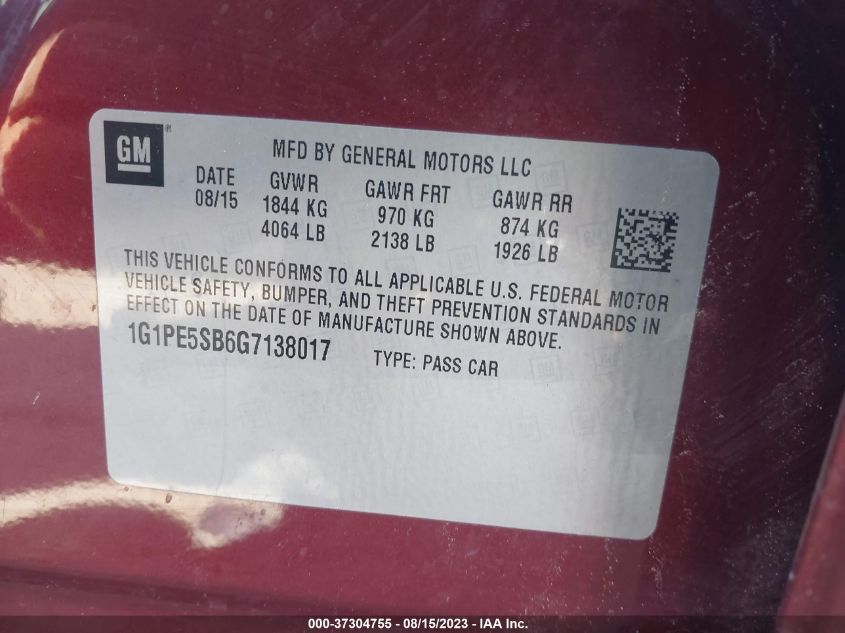 GM
MFD BY GENERAL MOTORS LLC
DATE GVWR GAWR FRT GAWR RR
08/15 1844 KG 970 KG 874 KG
4064 LB 2138 LB 1926 LB
THIS VEHICLE CONFORMS TO ALL APPLICABLE U.S. FEDERAL MOTOR
VEHICLE SAFETY, BUMPER, AND THEFT PREVENTION STANDARDS IN
EFFECT ON THE DATE OF MANUFACTURE SHOWN ABOVE.
1G1PE5SB6G7138017 TYPE: PASS CAR
000-37304755 - 08/15/2023 - IAA Inc.